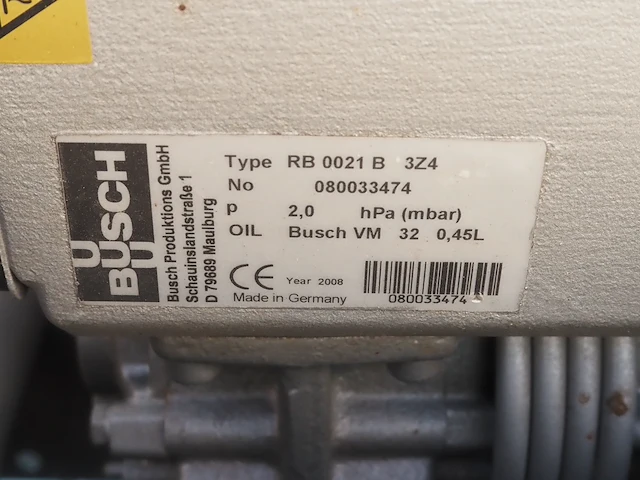 BUSCH
Busch Produktions GmbH
Schauinslandstraße 1
D 79689 Maulburg
Type RB 0021 B 3Z4
No 080033474
p 2,0 hPa (mbar)
OIL Busch VM 32 0,45L
CE Year 2008
Made in Germany
080033474